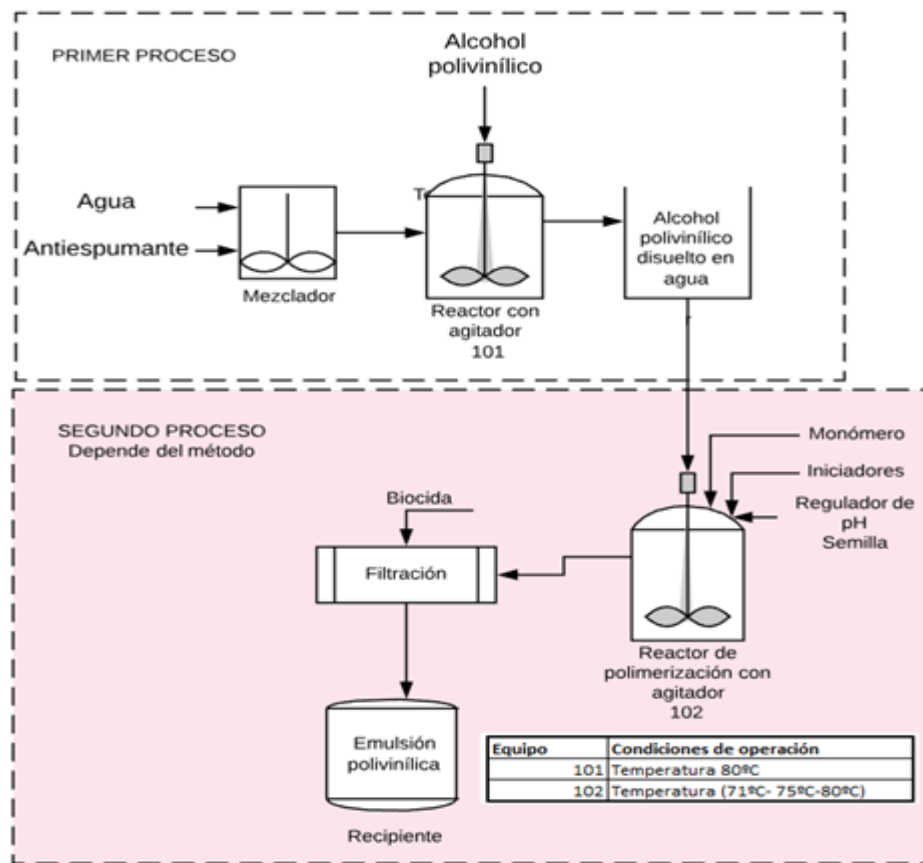 PRIMER PROCESO
Alcohol
polivinílico
Agua
Antiespumante
Mezclador
Reactor con
agitador
101
Alcohol
polivinílico
disuelto en
agua
SEGUNDO PROCESO
Depende del método
Monómero
Iniciadores
Regulador de
pH
Semilla
Biocida
Filtración
Reactor de
polimerización con
agitador
102
Emulsión
polivinílica
Recipiente
Equipo Condiciones de operación
101 Temperatura 80ºC
102 Temperatura (71ºC- 75ºC-80ºC)